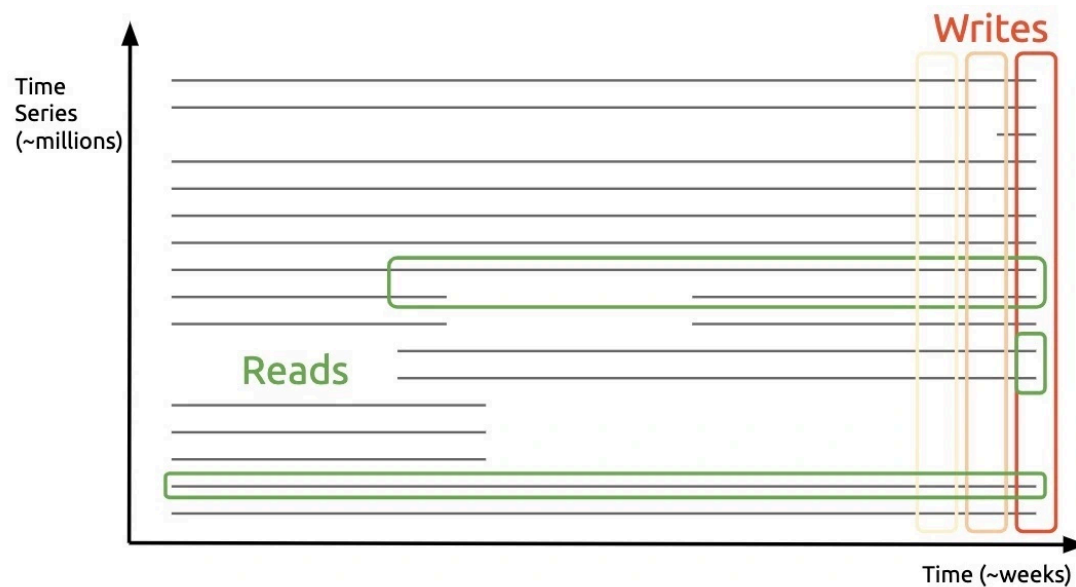 Writes
Time
Series
(~millions)
Reads
Time (~weeks)